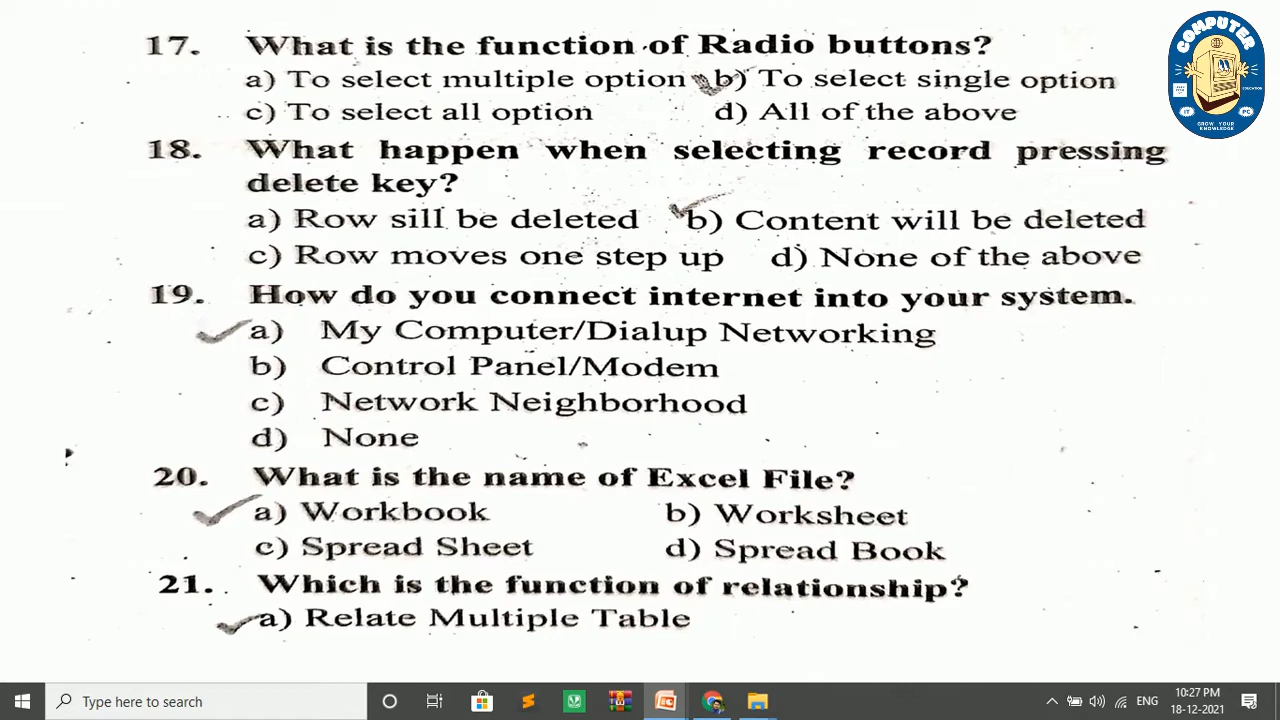 17. What is the function of Radio buttons?
a) To select multiple option b) To select single option
c) To select all option d) All of the above
18. What happen when selecting record pressing
delete key?
a) Row sill be deleted b) Content will be deleted
c) Row moves one step up d) None of the above
19. How do you connect internet into your system.
a) My Computer/Dialup Networking
b) Control Panel/Modem
c) Network Neighborhood
d) None
20. What is the name of Excel File?
a) Workbook b) Worksheet
c) Spread Sheet d) Spread Book
21. Which is the function of relationship?
a) Relate Multiple Table
COMPUTER
EDUCATION
IT PC
GROW YOUR
KNOWLEDGE
Type here to search
ENG
10:27 PM
18-12-2021